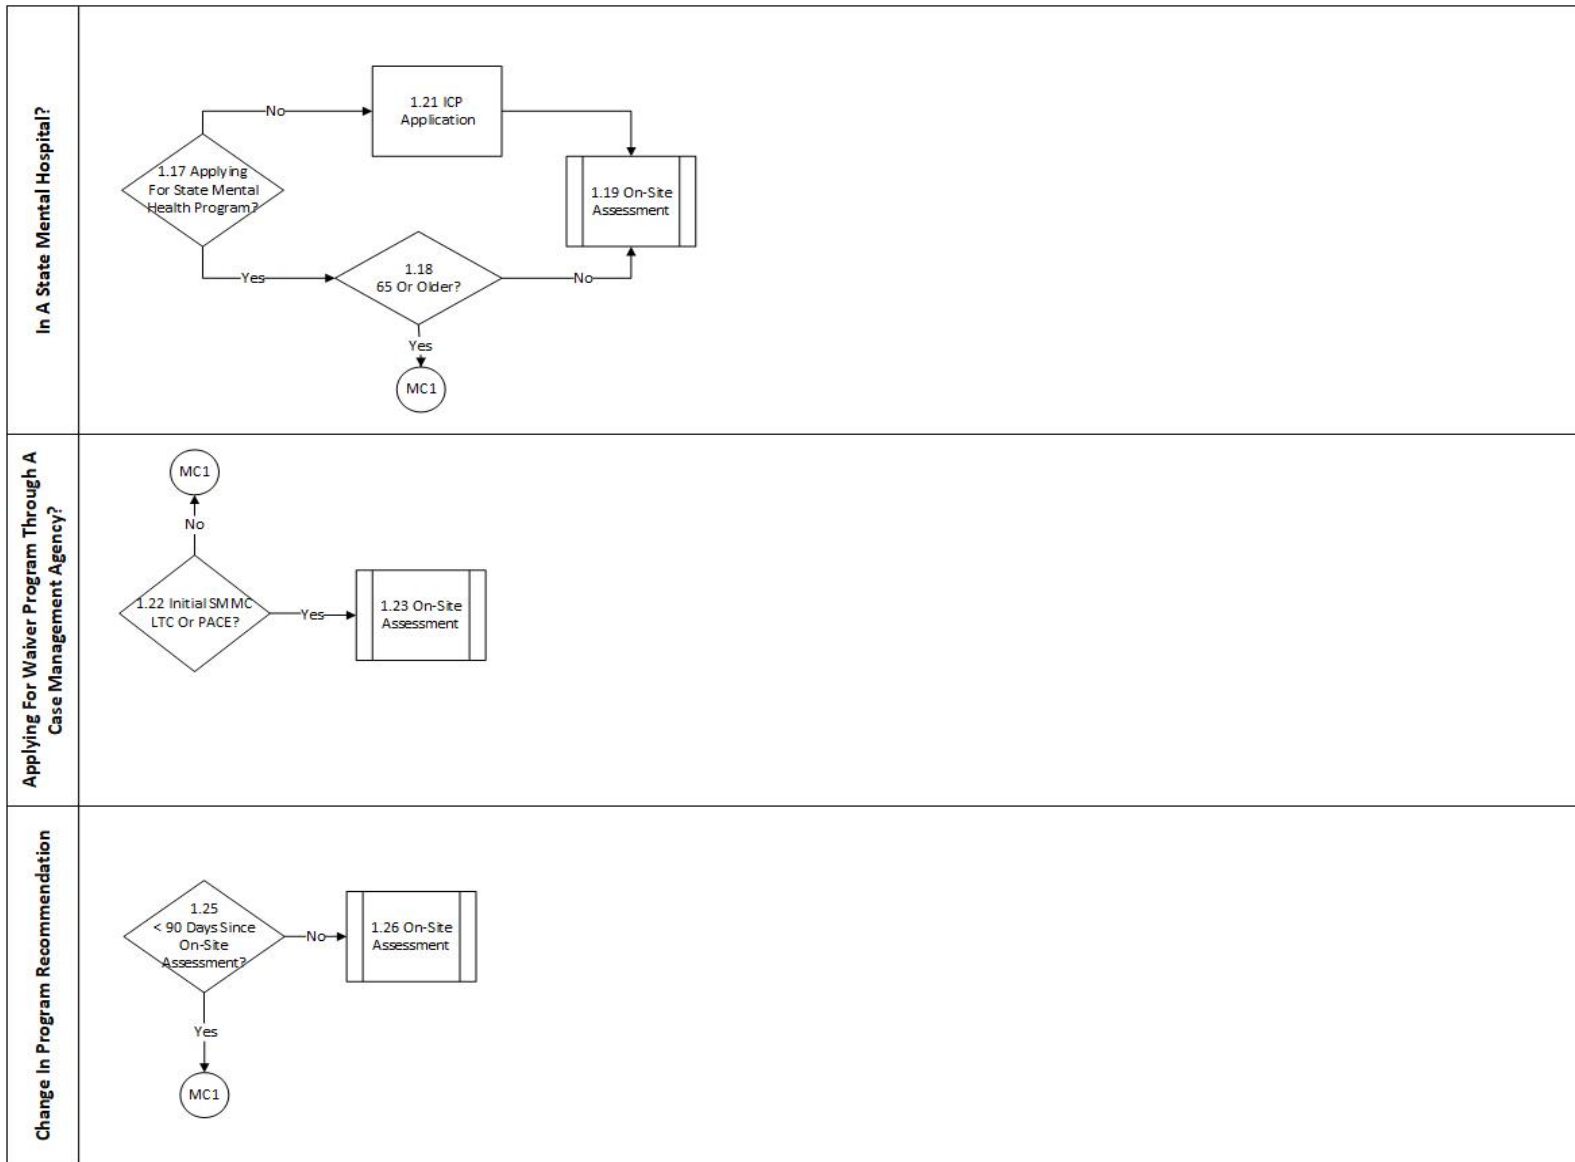 In A State Mental Hospital?
No
1.21 ICP
Application
1.17 Applying
For State Mental
Health Program?
1.19 On-Site
Assessment
Yes
1.18
65 Or Older?
No
Yes
MC1
Applying For Waiver Program Through A
Case Management Agency?
MC1
No
1.22 Initial SMMC
LTC Or PACE?
Yes
1.23 On-Site
Assessment
Change In Program Recommendation
1.25
< 90 Days Since
On-Site
Assessment?
No
1.26 On-Site
Assessment
Yes
MC1